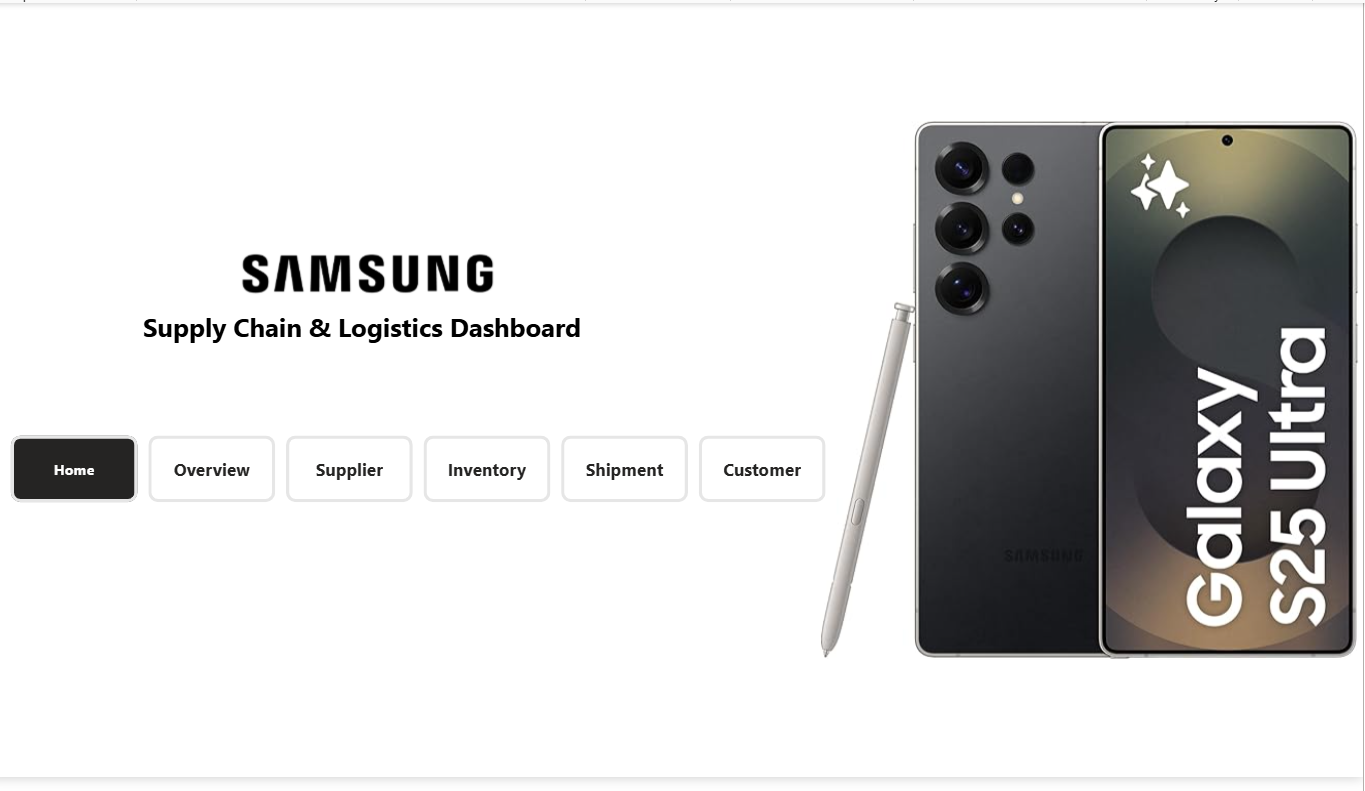 SAMSUNG
Supply Chain & Logistics Dashboard
Home
Overview
Supplier
Inventory
Shipment
Customer
SAMSUNG
Galaxy
S25 Ultra